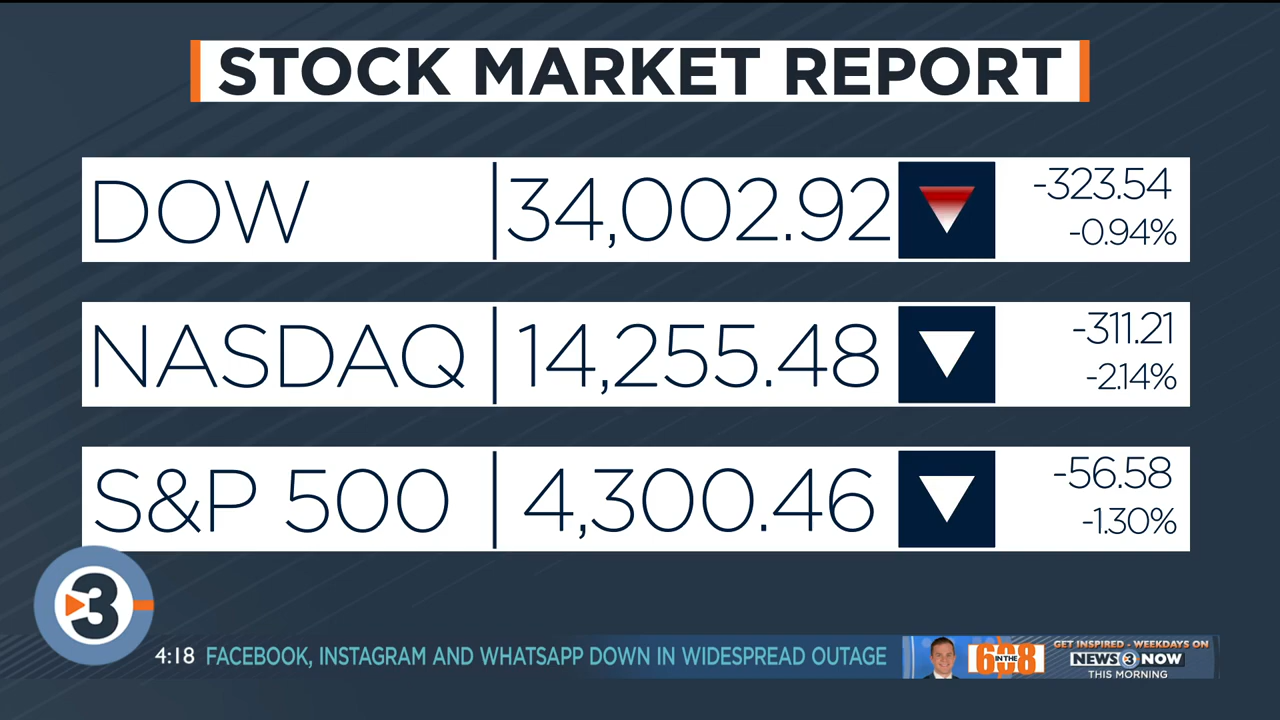 STOCK MARKET REPORT
DOW 34,002.92 -323.54
-0.94%
NASDAQ 14,255.48 -311.21
-2.14%
S&P 500 4,300.46 -56.58
-1.30%
3
4:18 FACEBOOK, INSTAGRAM AND WHATSAPP DOWN IN WIDESPREAD OUTAGE
608
IN THE
GET INSPIRED - WEEKDAYS ON
NEWS 3 NOW
THIS MORNING